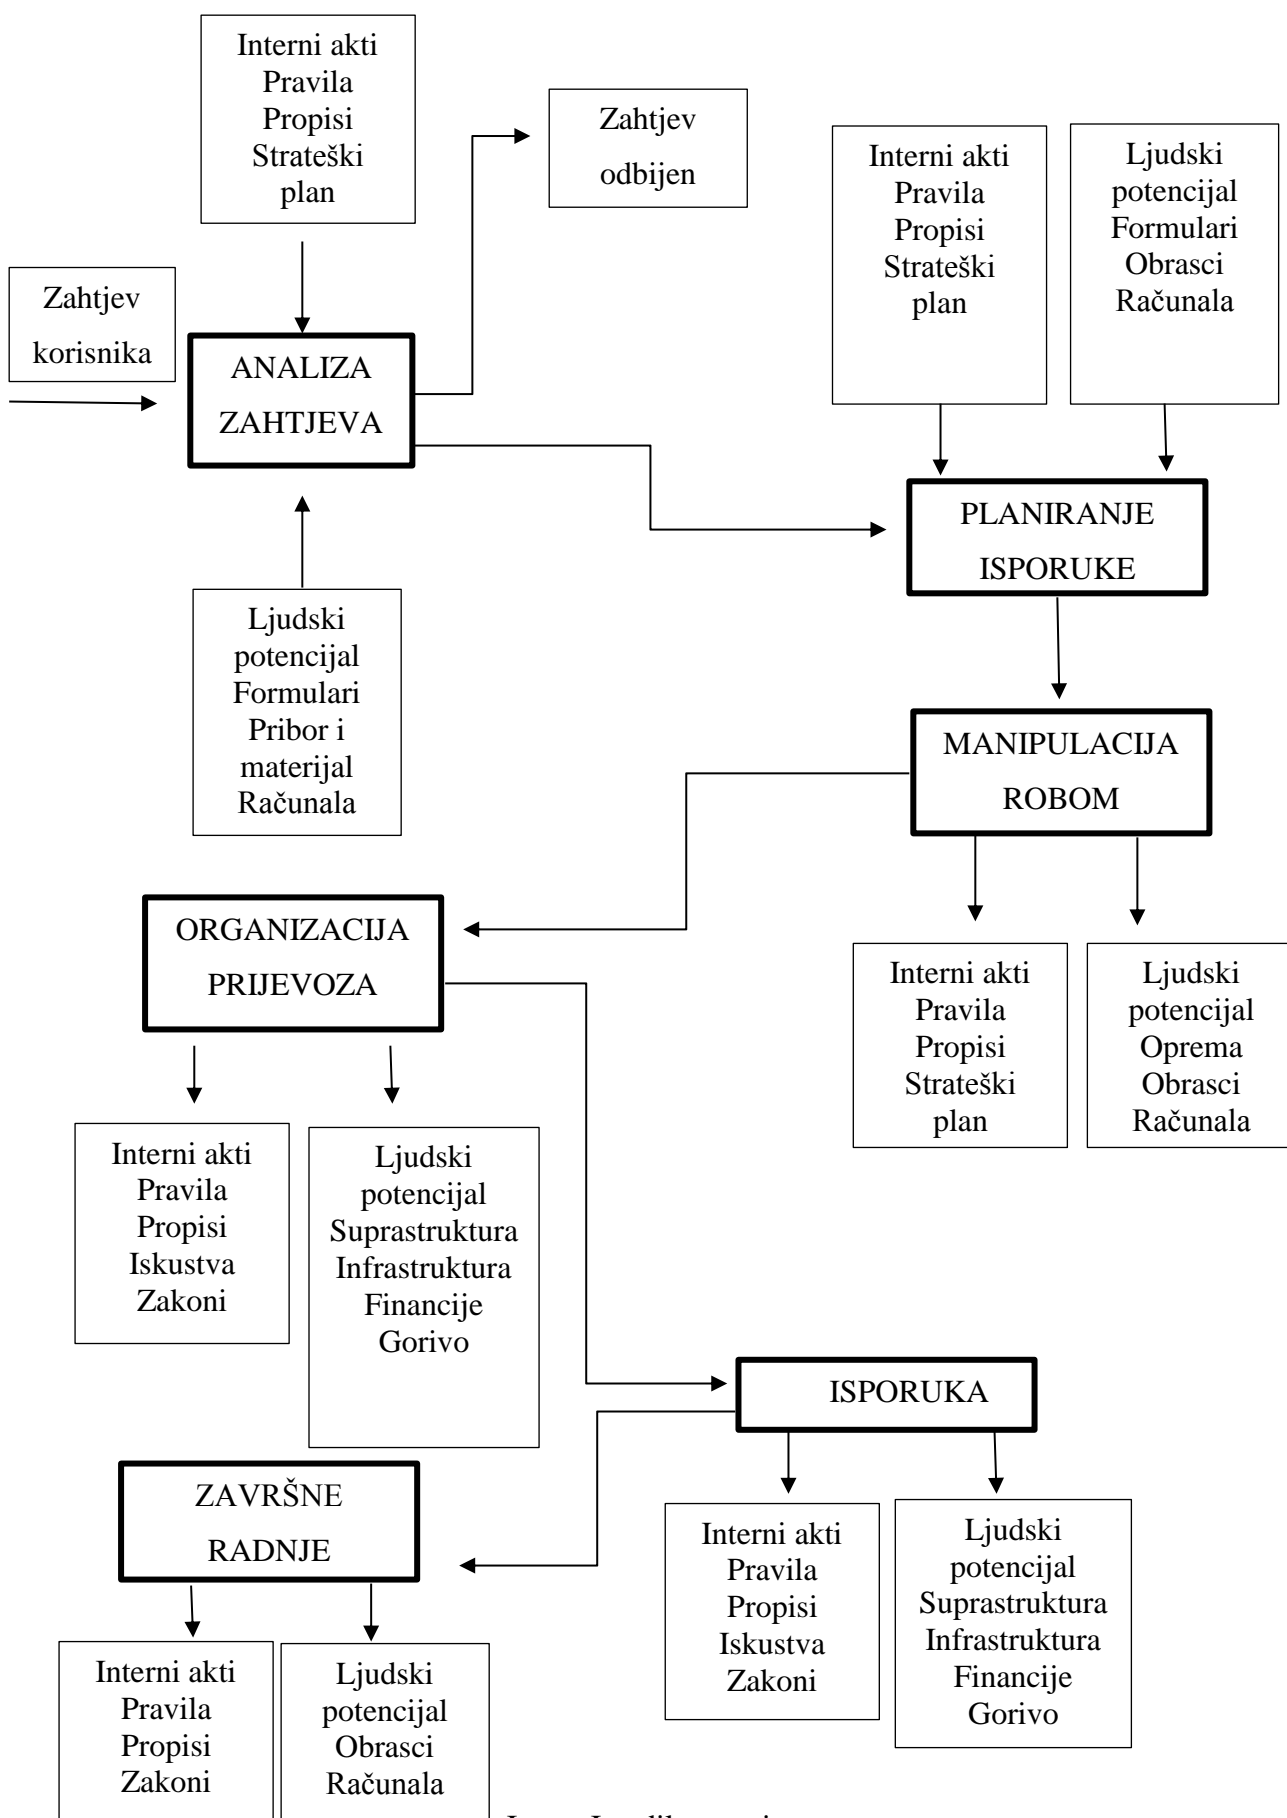 Interni akti
Pravila
Propisi
Strateški
plan
Zahtjev
odbijen
Interni akti
Pravila
Propisi
Strateški
plan
Ljudski
potencijal
Formulari
Obrasci
Računala
Zahtjev
korisnika
ANALIZA
ZAHTJEVA
PLANIRANJE
ISPORUKE
Ljudski
potencijal
Formulari
Pribor i
materijal
Računala
MANIPULACIJA
ROBOM
ORGANIZACIJA
PRIJEVOZA
Interni akti
Pravila
Propisi
Strateški
plan
Ljudski
potencijal
Oprema
Obrasci
Računala
Interni akti
Pravila
Propisi
Iskustva
Zakoni
Ljudski
potencijal
Suprastruktura
Infrastruktura
Financije
Gorivo
ISPORUKA
ZAVRŠNE
RADNJE
Interni akti
Pravila
Propisi
Iskustva
Zakoni
Ljudski
potencijal
Suprastruktura
Infrastruktura
Financije
Gorivo
Interni akti
Pravila
Propisi
Zakoni
Ljudski
potencijal
Obrasci
Računala